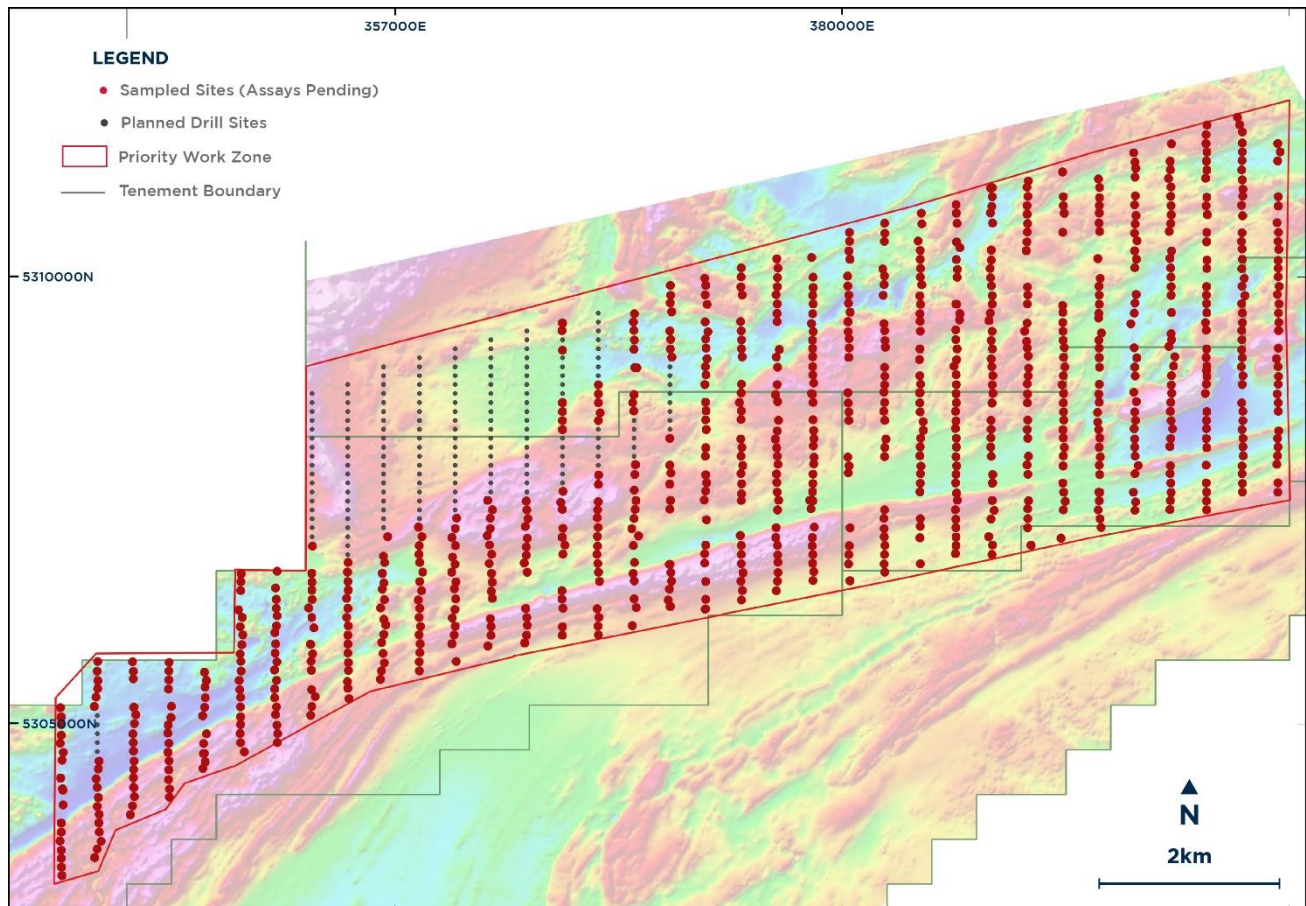 357000E
380000E
LEGEND
Sampled Sites (Assays Pending)
Planned Drill Sites
Priority Work Zone
Tenement Boundary
5310000N
5305000N
N
2km